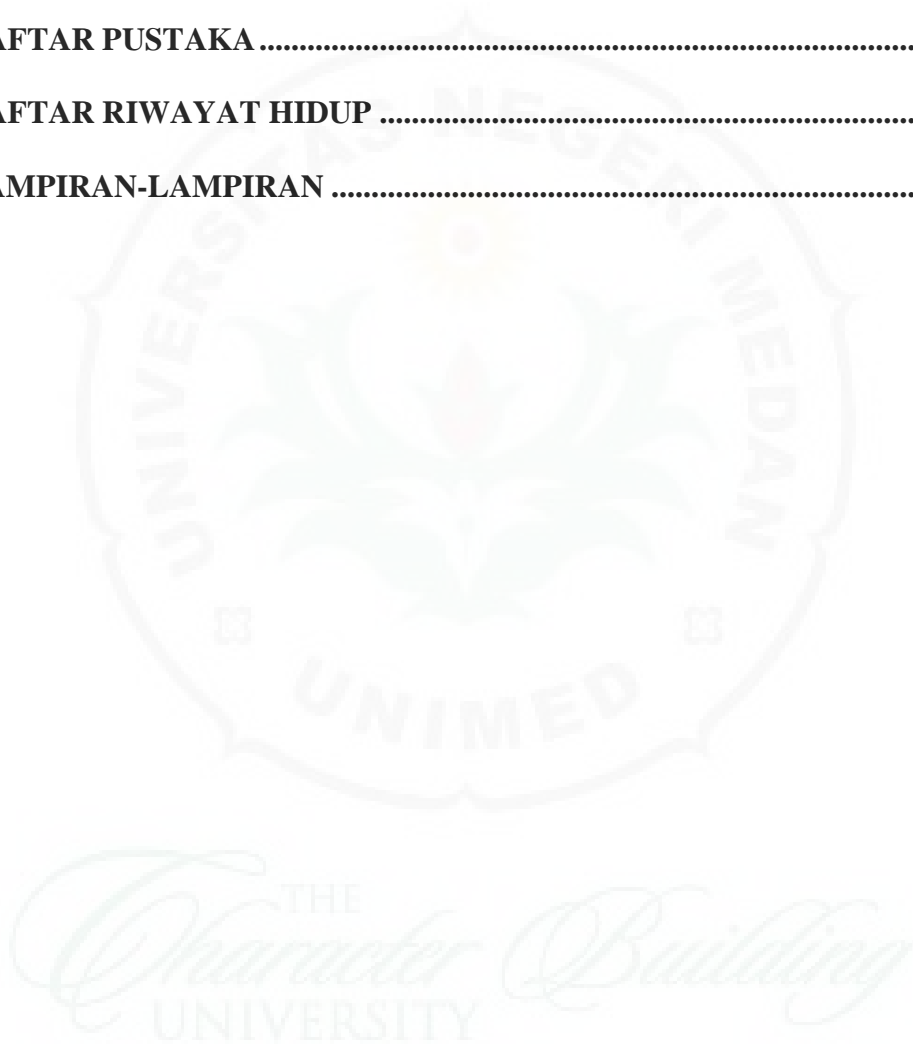 AFTAR PUSTAKA ................................................................................
AFTAR RIWAYAT HIDUP .................................................................
AMPIRAN-LAMPIRAN .......................................................................
UNIVERSITAS NEGERI MEDAN
UNIMED
THE
Character Building
UNIVERSITY